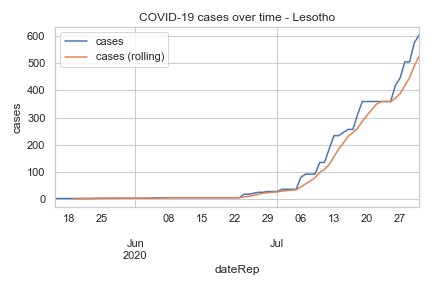 COVID-19 cases over time - Lesotho
cases
cases (rolling)
600
500
400
300
200
100
0
cases
18 25 08 15 22 29 06 13 20 27
Jun Jul
2020
dateRep